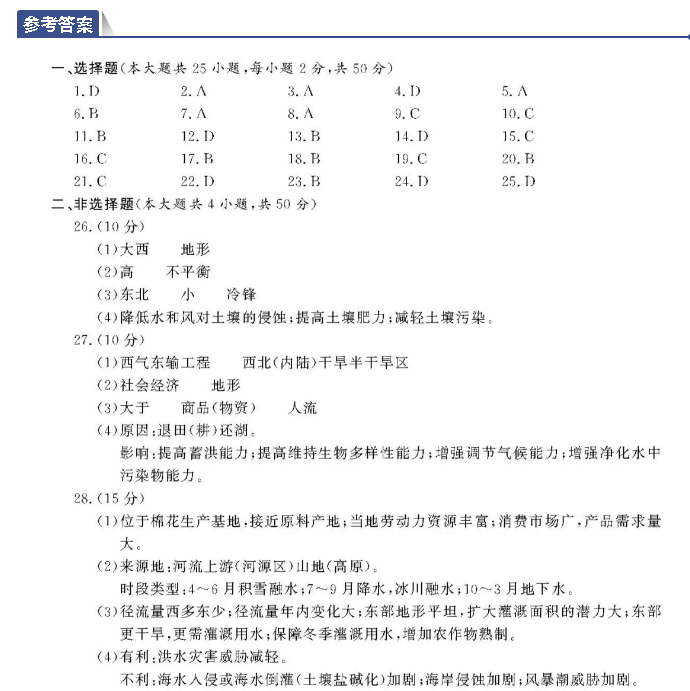 参考答案
一、选择题(本大题共 25 小题,每小题 2 分,共 50 分)
1. D 2. A 3. A 4. D 5. A
6. B 7. A 8. A 9. C 10. C
11. B 12. D 13. B 14. D 15. C
16. C 17. B 18. B 19. C 20. B
21. C 22. D 23. B 24. D 25. D
二、非选择题(本大题共 4 小题,共 50 分)
26. (10 分)
(1)大西 地形
(2)高 不平衡
(3)东北 小 冷锋
(4)降低水和风对土壤的侵蚀;提高土壤肥力;减轻土壤污染。
27. (10 分)
(1)西气东输工程 西北(内陆)干旱半干旱区
(2)社会经济 地形
(3)大于 商品(物资) 人流
(4)原因:退田(耕)还湖。
影响:提高蓄洪能力;提高维持生物多样性能力;增强调节气候能力;增强净化水中
污染物能力。
28. (15 分)
(1)位于棉花生产基地,接近原料产地;当地劳动力资源丰富;消费市场广,产品需求量
大。
(2)来源地:河流上游(河源区)山地(高原)。
时段类型:4～6 月积雪融水;7～9 月降水,冰川融水;10～3 月地下水。
(3)径流量西多东少;径流量年内变化大;东部地形平坦,扩大灌溉面积的潜力大;东部
更干旱,更需灌溉用水;保障冬季灌溉用水,增加农作物熟制。
(4)有利:洪水灾害威胁减轻。
不利:海水入侵或海水倒灌(土壤盐碱化)加剧;海岸侵蚀加剧;风暴潮威胁加剧。